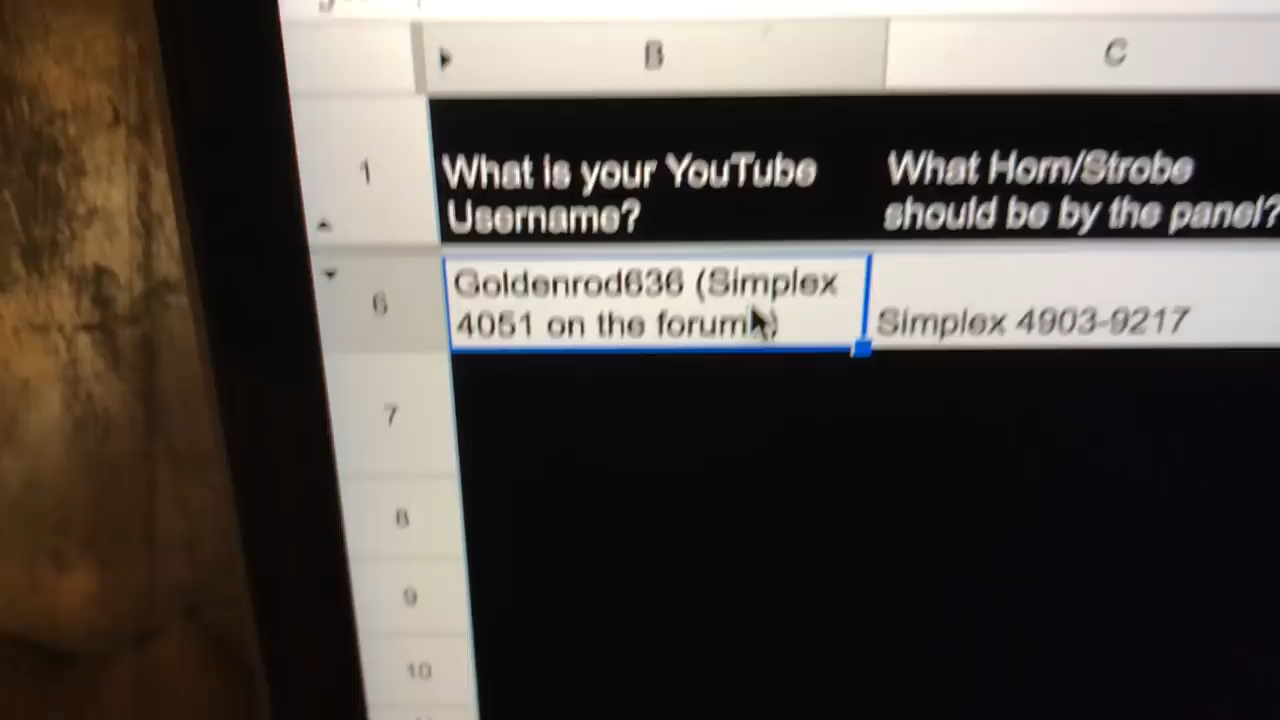 B
C
1
What is your YouTube
Username?
What Horn/Strobe
should be by the panel?
6
Goldenrod636 (Simplex
4051 on the forum
Simplex 4903-9217
7
8
9
10